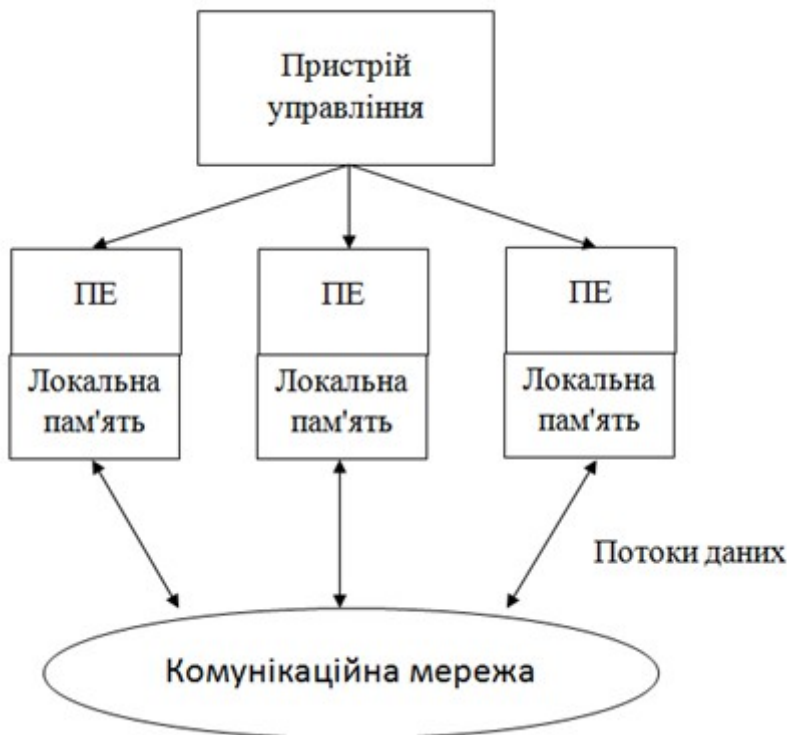 Пристрій
управління
ПЕ
ПЕ
ПЕ
Локальна
пам'ять
Локальна
пам'ять
Локальна
пам'ять
Потоки даних
Комунікаційна мережа